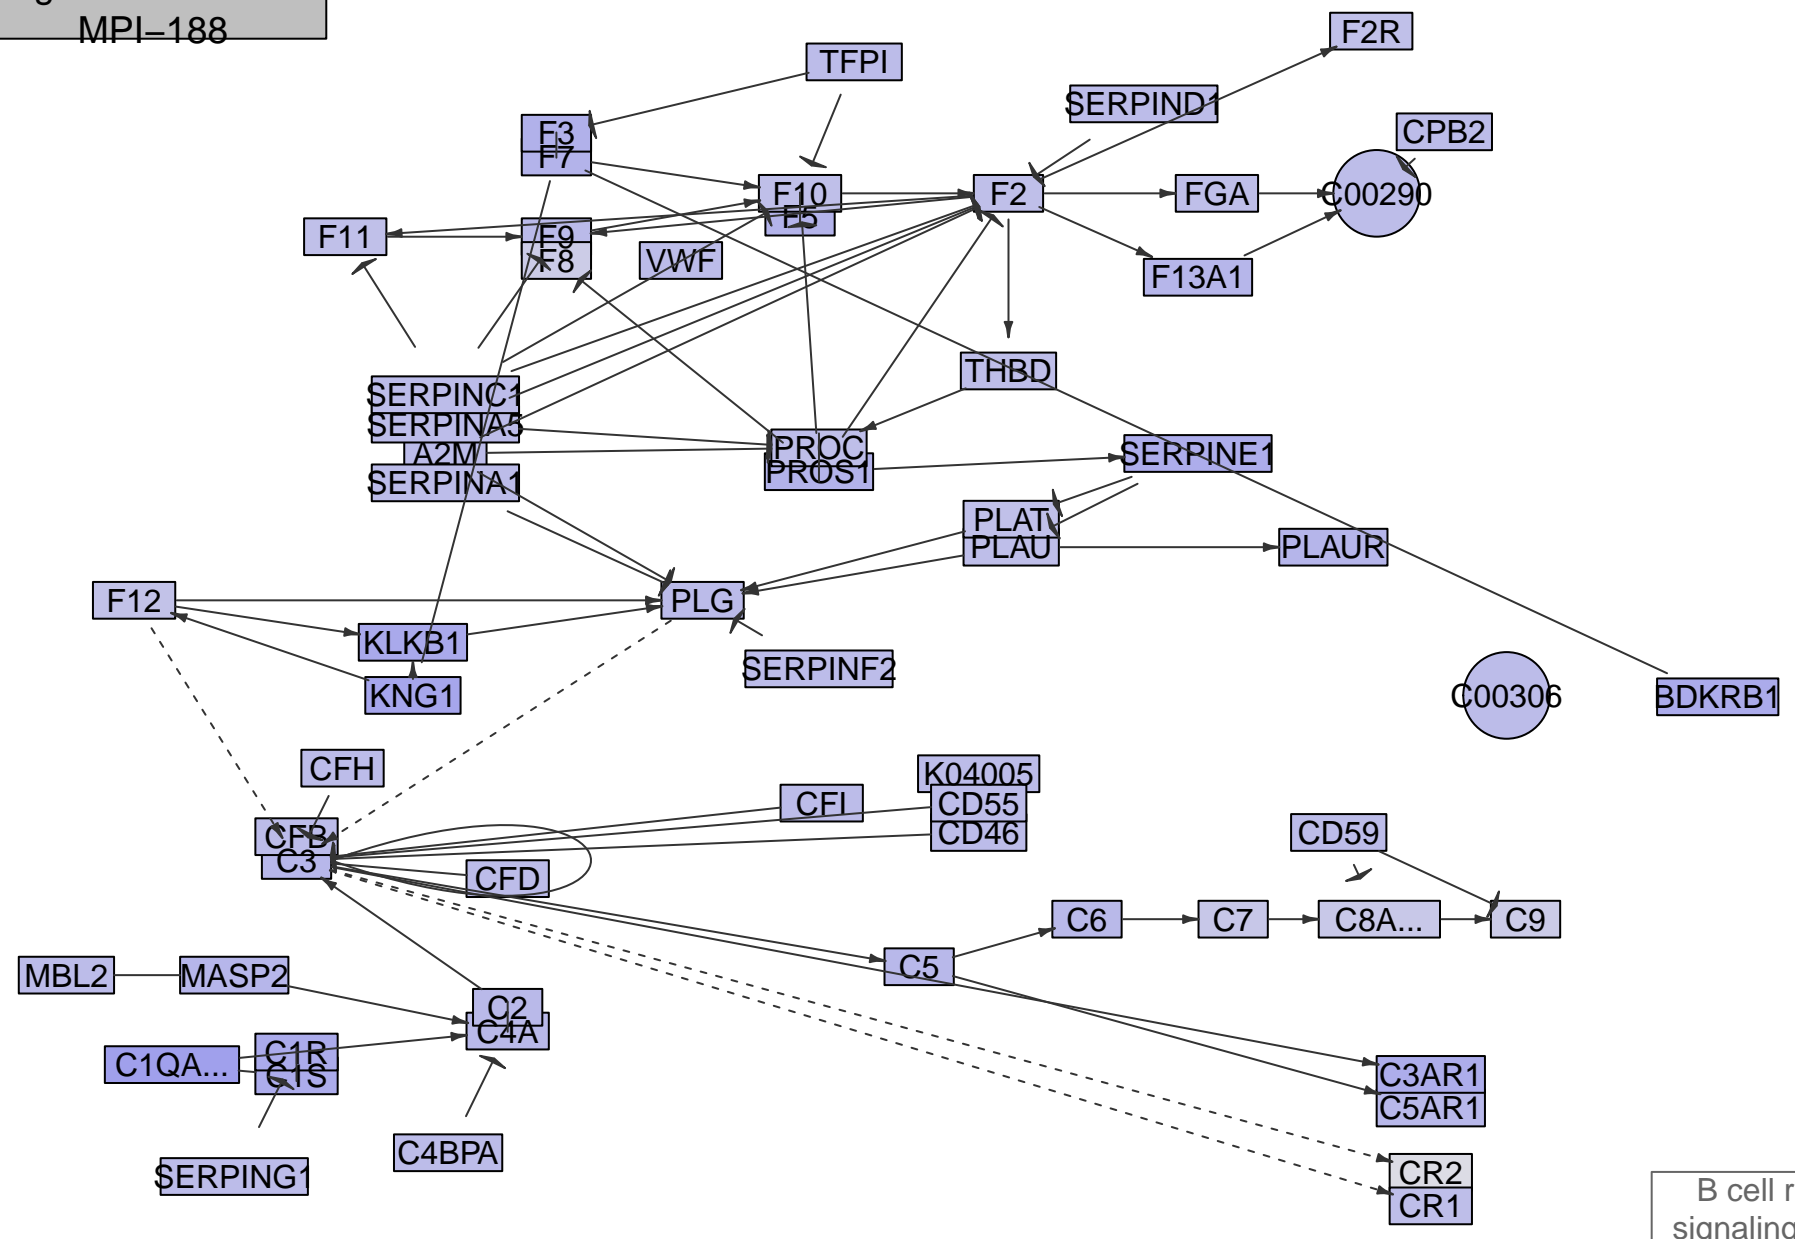 MPI–188
F2R
TFPI
SERPIND1
CPB2
F3
F7
F10
F5
F2
FGA
C00290
F11
F9
F8
VWF
F13A1
THBD
SERPINC1
SERPINA5
A2M
SERPINA1
PROC
PROS1
SERPINE1
PLAT
PLAU
PLAUR
F12
PLG
KLKB1
KNG1
SERPINF2
C00306
BDKRB1
CFH
K04005
CFI
CD55
CD46
CD59
CFB
C3
CFD
C6
C7
C8A...
C9
C5
MBL2
MASP2
C2
C4A
C1QA...
C1R
C1S
C3AR1
C5AR1
C4BPA
SERPING1
CR2
CR1
B cell r
signaling